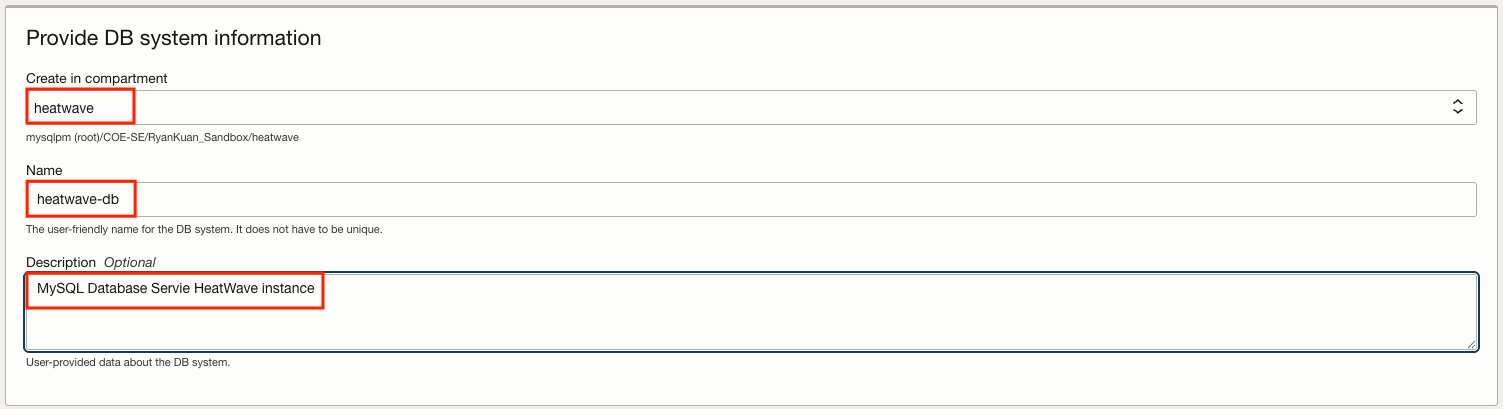 Provide DB system information
Create in compartment
heatwave
mysqlpm (root)/COE-SE/RyanKuan_Sandbox/heatwave
Name
heatwave-db
The user-friendly name for the DB system. It does not have to be unique.
Description Optional
MySQL Database Servie HeatWave instance
User-provided data about the DB system.